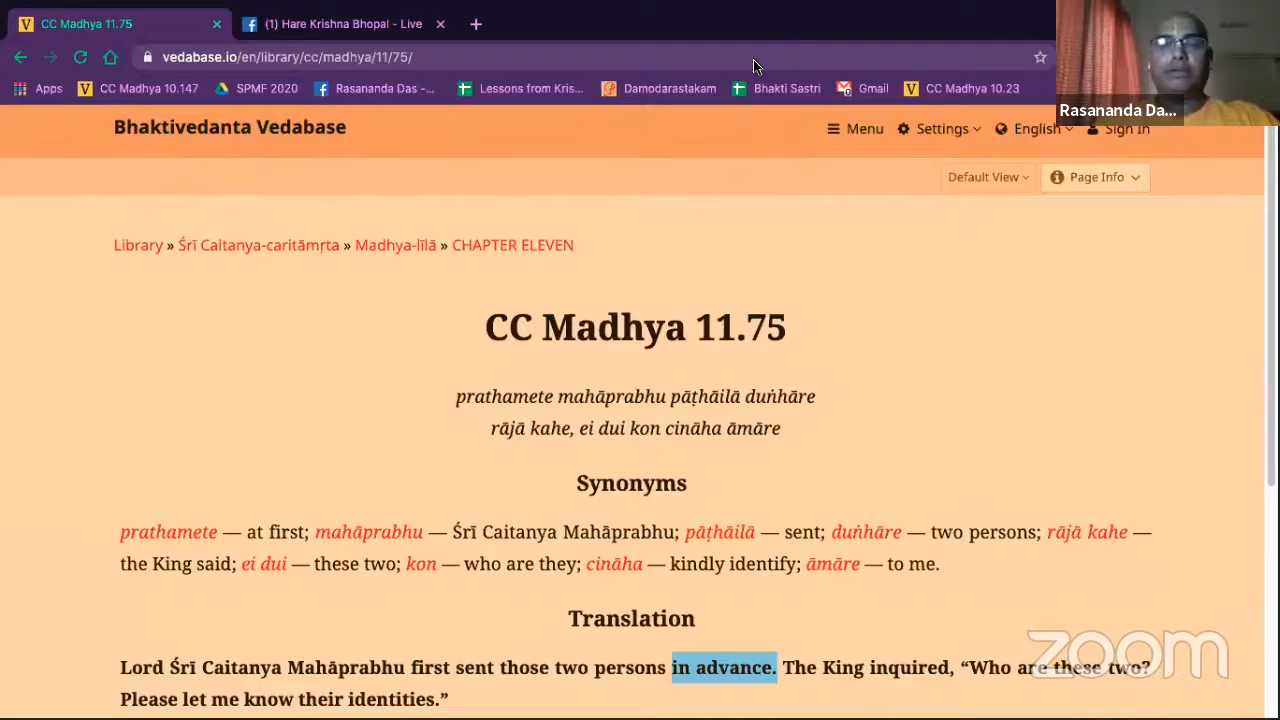 CC Madhya 11.75
(1) Hare Krishna Bhopal - Live
vedabase.io/en/library/cc/madhya/11/75/
Apps CC Madhya 10.147 SPMF 2020 Rasananda Das -... Lessons from Kris... Damodarastakam Bhakti Sastri Gmail CC Madhya 10.23
Rasananda Da...
Bhaktivedanta Vedabase
Menu Settings English Sign In
Default View Page Info
Library » Śrī Caitanya-caritāmṛta » Madhya-līlā » CHAPTER ELEVEN
CC Madhya 11.75
prathamete mahāprabhu pāṭhāilā duṅhāre
rājā kahe, ei dui kon cināha āmāre
Synonyms
prathamete — at first; mahāprabhu — Śrī Caitanya Mahāprabhu; pāṭhāilā — sent; duṅhāre — two persons; rājā kahe —
the King said; ei dui — these two; kon — who are they; cināha — kindly identify; āmāre — to me.
Translation
Lord Śrī Caitanya Mahāprabhu first sent those two persons in advance. The King inquired, “Who are these two?
Please let me know their identities.”
zoom